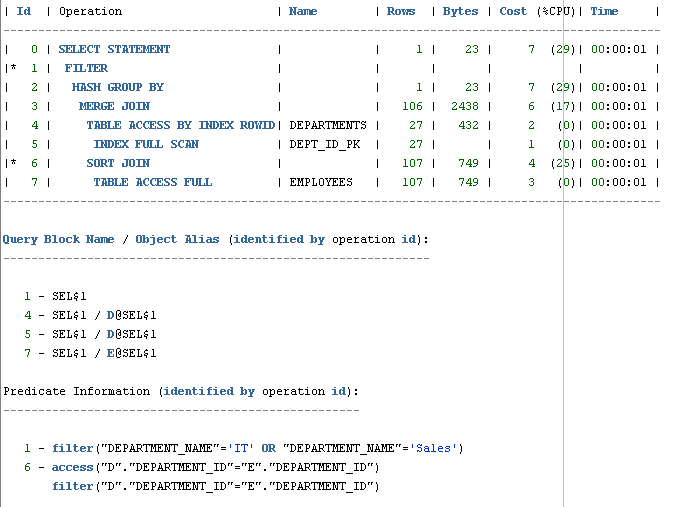 | Id  | Operation                    | Name        | Rows  | Bytes | Cost (%CPU)| Time     |
--------------------------------------------------------------------------------------------
|   0 | SELECT STATEMENT             |             |     1 |    23 |     7  (29)| 00:00:01 |
|*  1 |  FILTER                      |             |       |       |            |          |
|   2 |   HASH GROUP BY              |             |     1 |    23 |     7  (29)| 00:00:01 |
|   3 |    MERGE JOIN                |             |   106 |  2438 |     6  (17)| 00:00:01 |
|   4 |     TABLE ACCESS BY INDEX ROWID| DEPARTMENTS |    27 |   432 |     2   (0)| 00:00:01 |
|   5 |      INDEX FULL SCAN         | DEPT_ID_PK  |    27 |       |     1   (0)| 00:00:01 |
|*  6 |     SORT JOIN                |             |   107 |   749 |     4  (25)| 00:00:01 |
|   7 |      TABLE ACCESS FULL       | EMPLOYEES   |   107 |   749 |     3   (0)| 00:00:01 |
--------------------------------------------------------------------------------------------
Query Block Name / Object Alias (identified by operation id):
-------------------------------------------------------------
1 - SEL$1
4 - SEL$1 / D@SEL$1
5 - SEL$1 / D@SEL$1
7 - SEL$1 / E@SEL$1
Predicate Information (identified by operation id):
---------------------------------------------------
1 - filter("DEPARTMENT_NAME"='IT' OR "DEPARTMENT_NAME"='Sales')
6 - access("D"."DEPARTMENT_ID"="E"."DEPARTMENT_ID")
filter("D"."DEPARTMENT_ID"="E"."DEPARTMENT_ID")